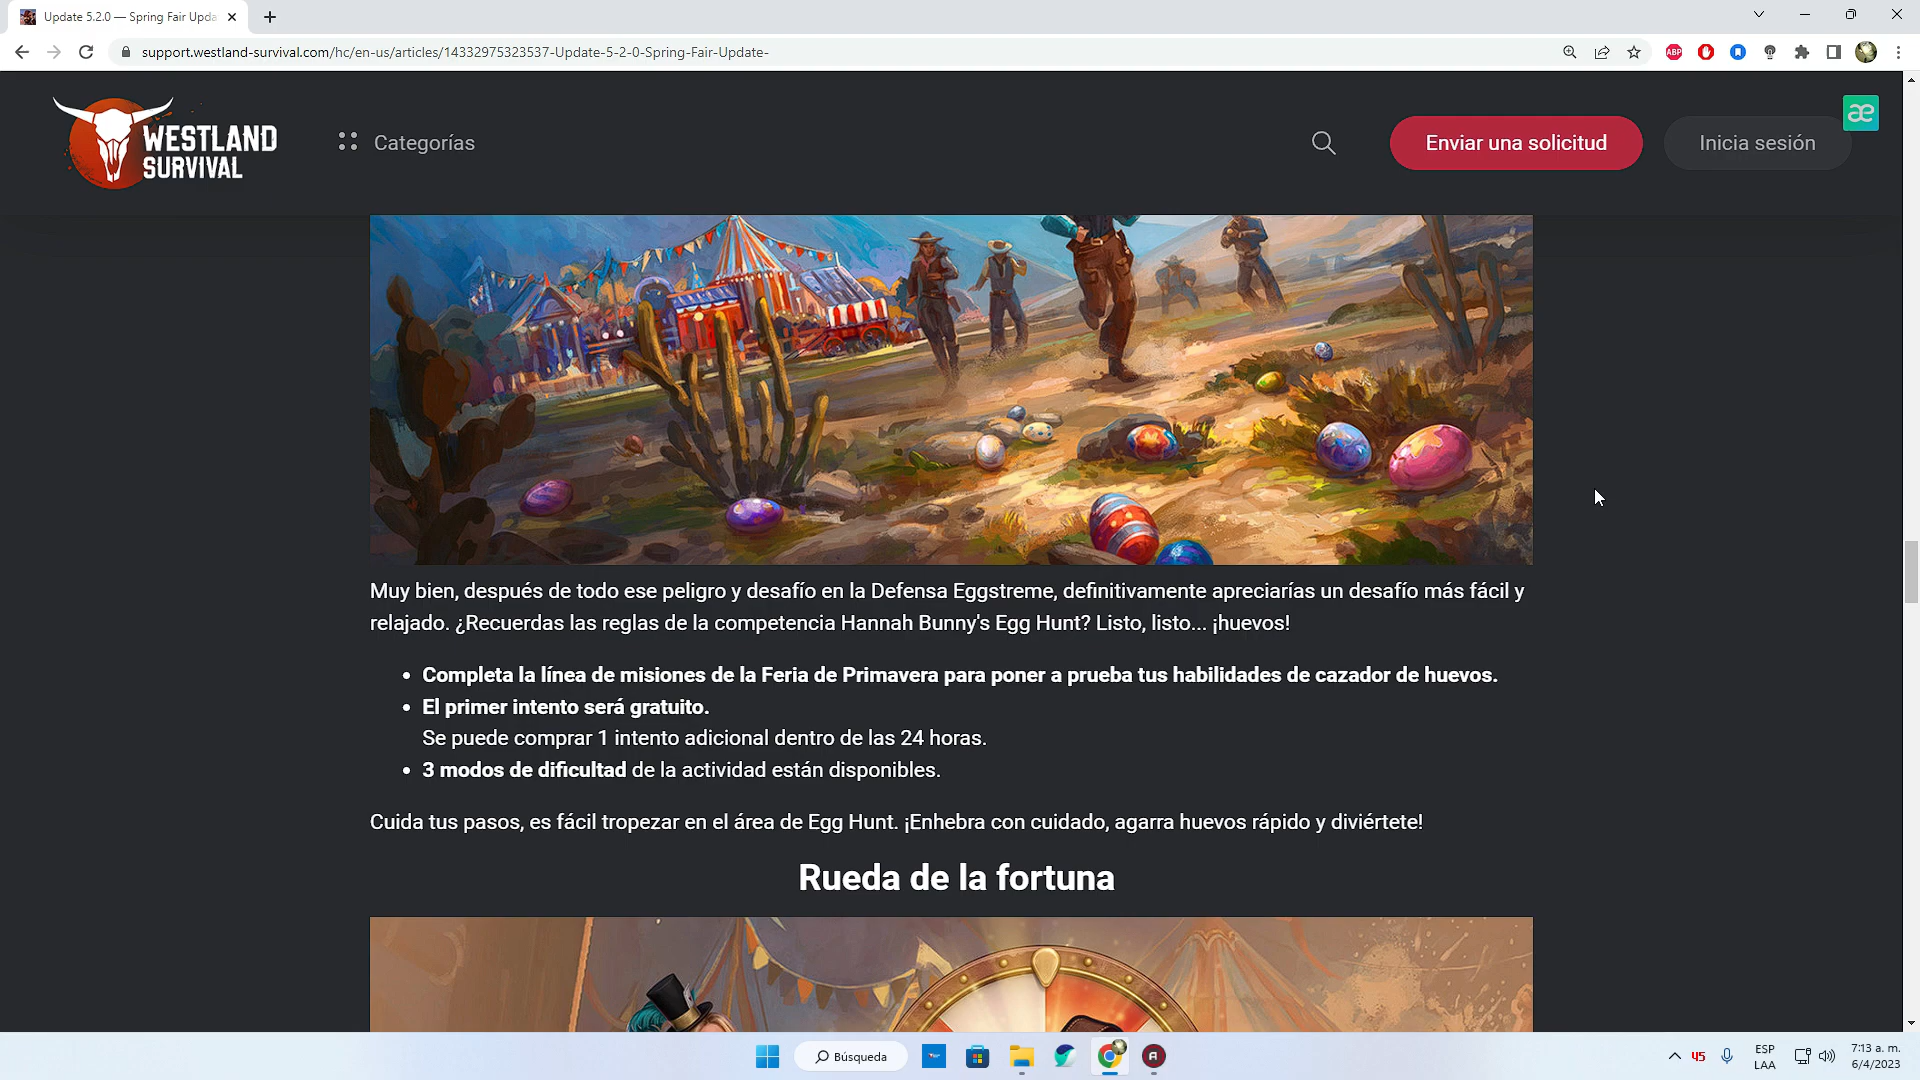 Update 5.2.0 — Spring Fair Upda
support.westland-survival.com/hc/en-us/articles/14332975323537-Update-5-2-0-Spring-Fair-Update-
ABP
WESTLAND
SURVIVAL
Categorías
Enviar una solicitud
Inicia sesión
æ
Muy bien, después de todo ese peligro y desafío en la Defensa Eggstreme, definitivamente apreciarías un desafío más fácil y
relajado. ¿Recuerdas las reglas de la competencia Hannah Bunny's Egg Hunt? Listo, listo... ¡huevos!
• Completa la línea de misiones de la Feria de Primavera para poner a prueba tus habilidades de cazador de huevos.
• El primer intento será gratuito.
Se puede comprar 1 intento adicional dentro de las 24 horas.
• 3 modos de dificultad de la actividad están disponibles.
Cuida tus pasos, es fácil tropezar en el área de Egg Hunt. ¡Enhebra con cuidado, agarra huevos rápido y diviértete!
Rueda de la fortuna
Búsqueda
45
ESP
LAA
7:13 a. m.
6/4/2023